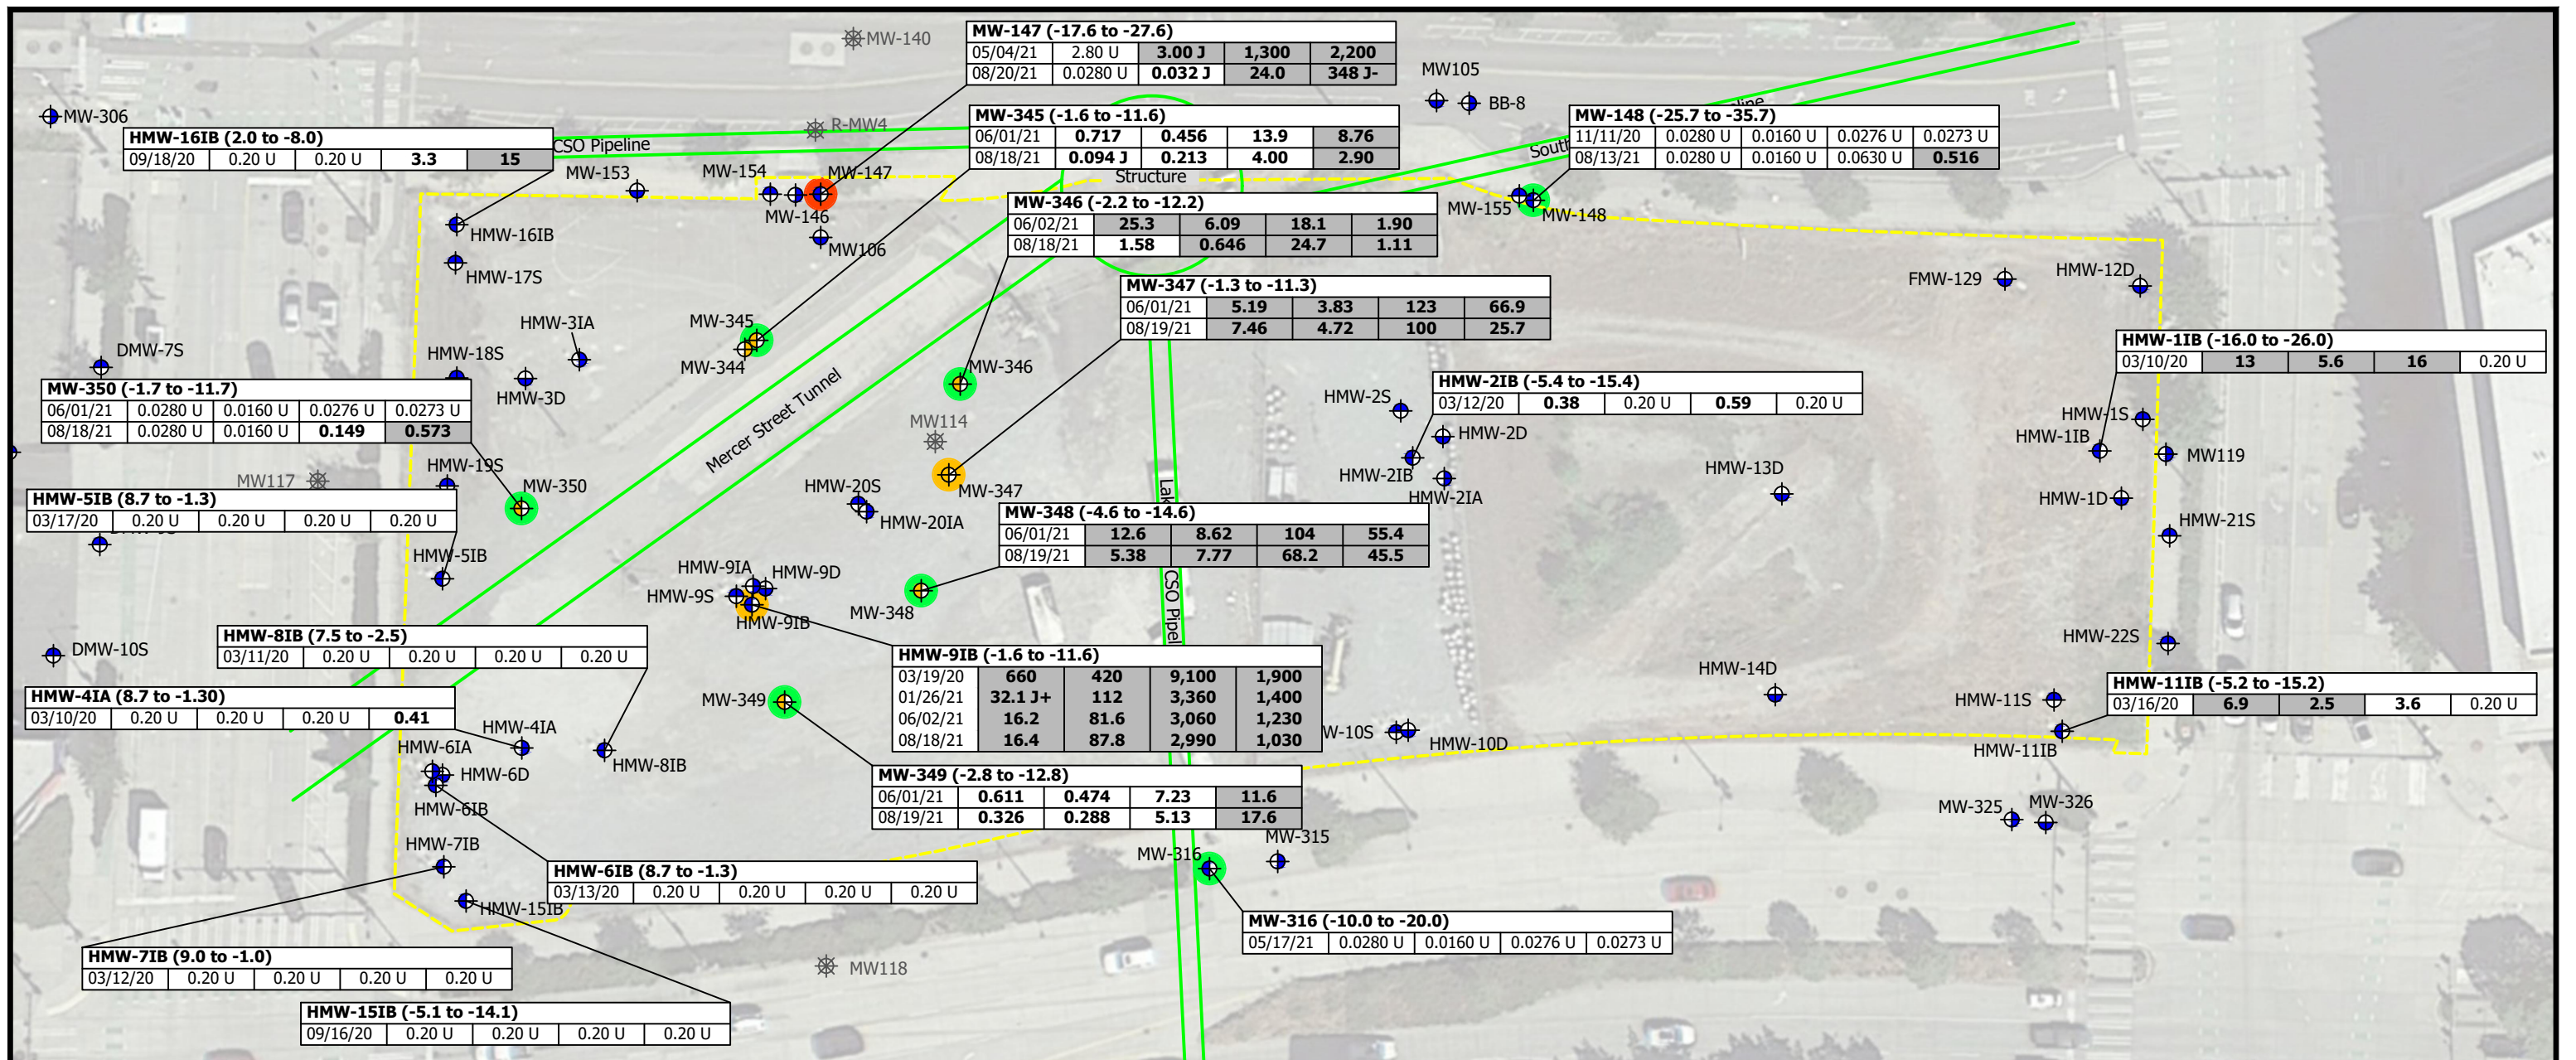 MW-140
MW-147 (-17.6 to -27.6)
05/04/21 2.80 U 3.00 J 1,300 2,200
08/20/21 0.0280 U 0.032 J 24.0 348 J-
MW105
BB-8
MW-306
R-MW4
CSO Pipeline
HMW-16IB (2.0 to -8.0)
09/18/20 0.20 U 0.20 U 3.3 15
MW-345 (-1.6 to -11.6)
06/01/21 0.717 0.456 13.9 8.76
08/18/21 0.094 J 0.213 4.00 2.90
MW-148 (-25.7 to -35.7)
11/11/20 0.0280 U 0.0160 U 0.0276 U 0.0273 U
08/13/21 0.0280 U 0.0160 U 0.0630 U 0.516
South
Structure
MW-153
MW-154
MW-147
MW-146
MW106
MW-155
MW-148
HMW-16IB
HMW-17S
MW-346 (-2.2 to -12.2)
06/02/21 25.3 6.09 18.1 1.90
08/18/21 1.58 0.646 24.7 1.11
FMW-129
HMW-12D
MW-347 (-1.3 to -11.3)
06/01/21 5.19 3.83 123 66.9
08/19/21 7.46 4.72 100 25.7
HMW-3IA
MW-345
MW-344
DMW-7S
HMW-18S
HMW-3D
MW-346
HMW-1IB (-16.0 to -26.0)
03/10/20 13 5.6 16 0.20 U
MW-350 (-1.7 to -11.7)
06/01/21 0.0280 U 0.0160 U 0.0276 U 0.0273 U
08/18/21 0.0280 U 0.0160 U 0.149 0.573
Mercer Street Tunnel
MW114
HMW-2S
HMW-2IB (-5.4 to -15.4)
03/12/20 0.38 0.20 U 0.59 0.20 U
HMW-2D
HMW-2IB
HMW-2IA
HMW-1S
HMW-1IB
MW119
HMW-13D
HMW-1D
HMW-21S
MW117
HMW-19S
MW-350
MW-347
HMW-20S
HMW-20IA
HMW-5IB (8.7 to -1.3)
03/17/20 0.20 U 0.20 U 0.20 U 0.20 U
HMW-5IB
MW-348 (-4.6 to -14.6)
06/01/21 12.6 8.62 104 55.4
08/19/21 5.38 7.77 68.2 45.5
CSO Pipel
HMW-9IA
HMW-9D
HMW-9S
HMW-9IB
MW-348
DMW-10S
HMW-8IB (7.5 to -2.5)
03/11/20 0.20 U 0.20 U 0.20 U 0.20 U
HMW-9IB (-1.6 to -11.6)
03/19/20 660 420 9,100 1,900
01/26/21 32.1 J+ 112 3,360 1,400
06/02/21 16.2 81.6 3,060 1,230
08/18/21 16.4 87.8 2,990 1,030
HMW-22S
HMW-14D
HMW-11S
HMW-11IB (-5.2 to -15.2)
03/16/20 6.9 2.5 3.6 0.20 U
HMW-11IB
HMW-4IA (8.7 to -1.30)
03/10/20 0.20 U 0.20 U 0.20 U 0.41
HMW-4IA
MW-349
W-10S
HMW-10D
HMW-6IA
HMW-6D
HMW-6IB
HMW-8IB
MW-349 (-2.8 to -12.8)
06/01/21 0.611 0.474 7.23 11.6
08/19/21 0.326 0.288 5.13 17.6
MW-325
MW-326
MW-315
MW-316
HMW-7IB
HMW-6IB (8.7 to -1.3)
03/13/20 0.20 U 0.20 U 0.20 U 0.20 U
HMW-15IB
MW-316 (-10.0 to -20.0)
05/17/21 0.0280 U 0.0160 U 0.0276 U 0.0273 U
HMW-7IB (9.0 to -1.0)
03/12/20 0.20 U 0.20 U 0.20 U 0.20 U
MW118
HMW-15IB (-5.1 to -14.1)
09/16/20 0.20 U 0.20 U 0.20 U 0.20 U